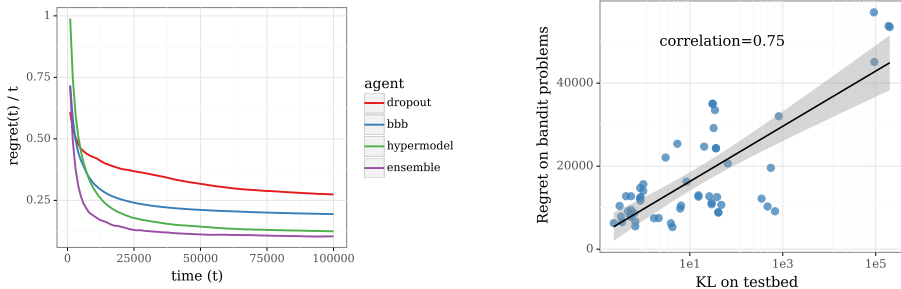 regret(t) / t
1
0.75
0.50
0.25
0
25000
50000
75000
100000
time (t)
agent
dropout
bbb
hypermodel
ensemble
Regret on bandit problems
40000
20000
0
correlation=0.75
1e1
1e3
1e5
KL on testbed